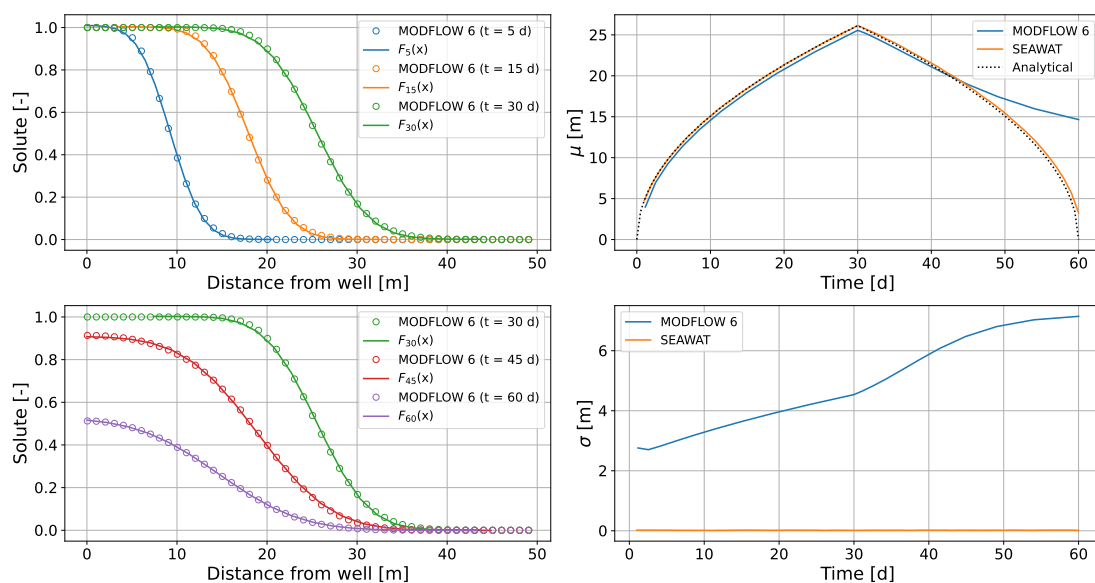 Solute [-]
1.0
0.8
0.6
0.4
0.2
0.0
MODFLOW 6 (t = 5 d)
F₅(x)
MODFLOW 6 (t = 15 d)
F₁₅(x)
MODFLOW 6 (t = 30 d)
F₃₀(x)
0 10 20 30 40 50
Distance from well [m]
μ [m]
25
20
15
10
5
0
MODFLOW 6
SEAWAT
Analytical
0 10 20 30 40 50 60
Time [d]
Solute [-]
1.0
0.8
0.6
0.4
0.2
0.0
MODFLOW 6 (t = 30 d)
F₃₀(x)
MODFLOW 6 (t = 45 d)
F₄₅(x)
MODFLOW 6 (t = 60 d)
F₆₀(x)
0 10 20 30 40 50
Distance from well [m]
σ [m]
6
4
2
0
MODFLOW 6
SEAWAT
0 10 20 30 40 50 60
Time [d]